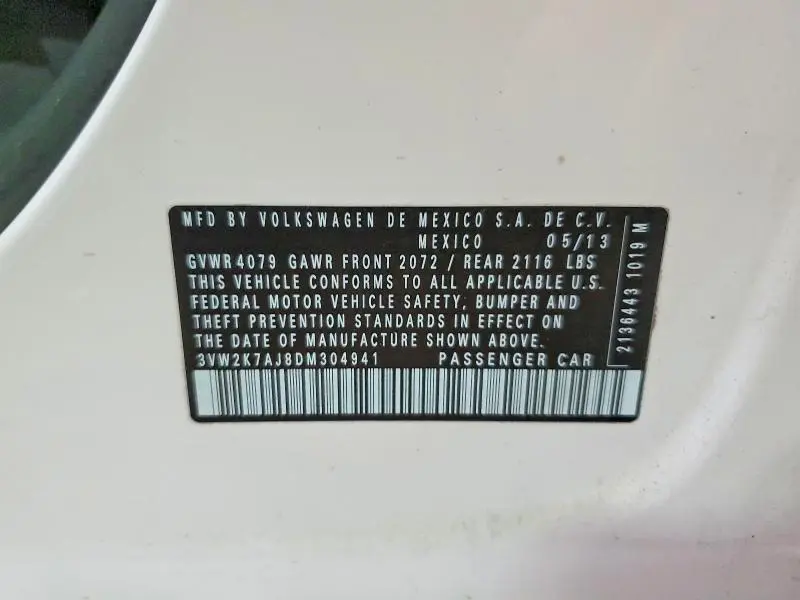 MFD BY VOLKSWAGEN DE MEXICO S.A. DE C.V.
MEXICO 05/13
GVWR 4079 GAWR FRONT 2072 / REAR 2116 LBS
THIS VEHICLE CONFORMS TO ALL APPLICABLE U.S.
FEDERAL MOTOR VEHICLE SAFETY, BUMPER AND
THEFT PREVENTION STANDARDS IN EFFECT ON
THE DATE OF MANUFACTURE SHOWN ABOVE.
3VW2K7AJ8DM304941 PASSENGER CAR
2136443 1019 M